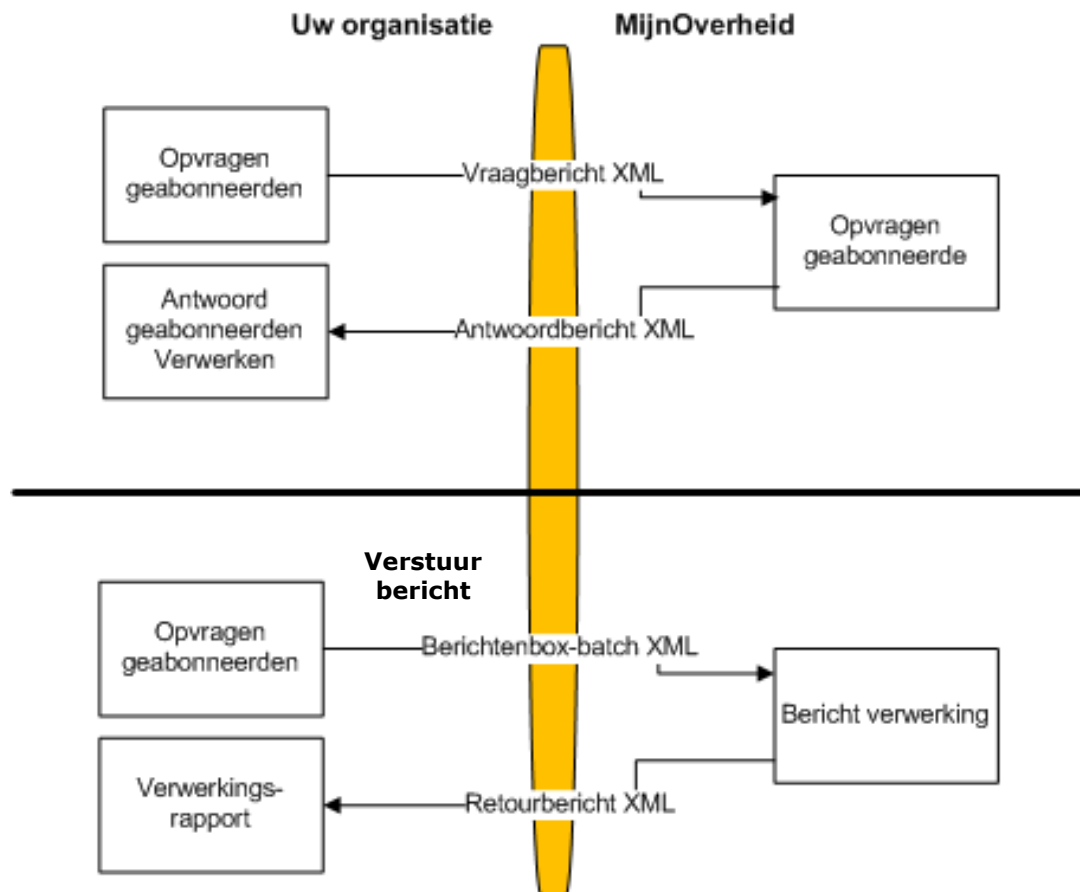 Uw organisatie
MijnOverheid
Opvragen
geabonneerden
Vraagbericht XML
Opvragen
geabonneerde
Antwoord
geabonneerden
Verwerken
Antwoordbericht XML
Verstuur
bericht
Opvragen
geabonneerden
Berichtenbox-batch XML
Bericht verwerking
Verwerkings-
rapport
Retourbericht XML